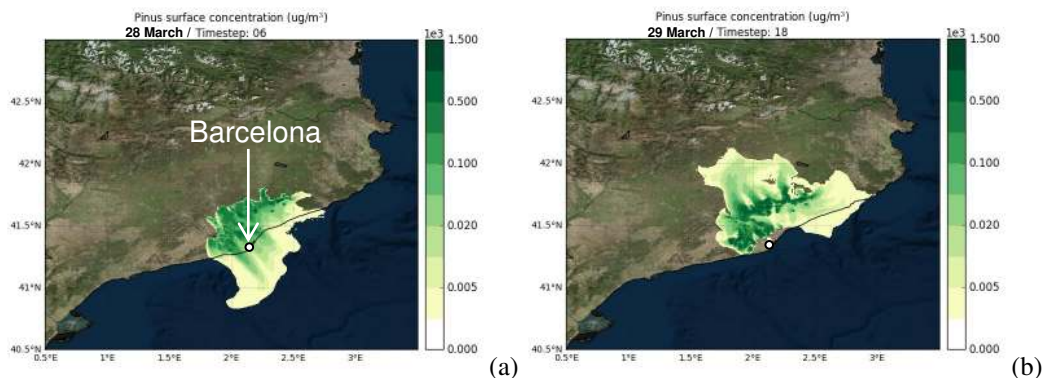 Pinus surface concentration (ug/m³)
28 March / Timestep: 06
1e3
1.500
0.500
0.100
0.020
0.005
0.000
42.5°N
42°N
41.5°N
41°N
40.5°N
0.5°E
1°E
1.5°E
2°E
2.5°E
3°E
Barcelona
(a)
Pinus surface concentration (ug/m³)
29 March / Timestep: 18
1e3
1.500
0.500
0.100
0.020
0.005
0.000
42.5°N
42°N
41.5°N
41°N
40.5°N
0.5°E
1°E
1.5°E
2°E
2.5°E
3°E
(b)